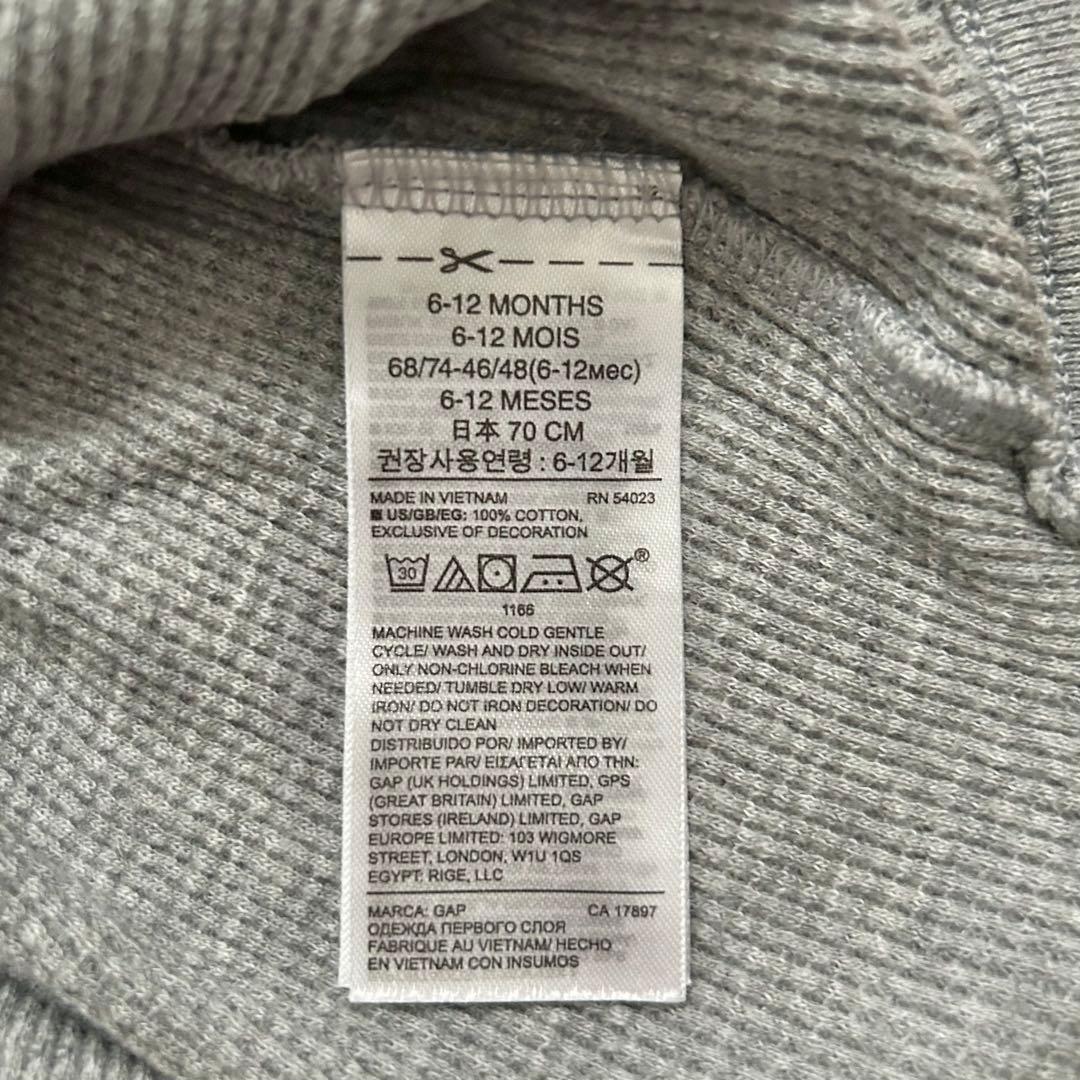 6-12 MONTHS
6-12 MOIS
68/74-46/48(6-12мес)
6-12 MESES
日本 70 CM
권장사용연령 : 6-12개월
MADE IN VIETNAM RN 54023
US/GB/EG: 100% COTTON,
EXCLUSIVE OF DECORATION
30 ®
1166
MACHINE WASH COLD GENTLE
CYCLE/ WASH AND DRY INSIDE OUT/
ONLY NON-CHLORINE BLEACH WHEN
NEEDED/ TUMBLE DRY LOW/ WARM
IRON/ DO NOT IRON DECORATION/ DO
NOT DRY CLEAN
DISTRIBUIDO POR/ IMPORTED BY/
IMPORTE PAR/ ΕΙΣΑΓΕΤΑΙ ΑΠΟ ΤΗΝ:
GAP (UK HOLDINGS) LIMITED, GPS
(GREAT BRITAIN) LIMITED, GAP
STORES (IRELAND) LIMITED, GAP
EUROPE LIMITED: 103 WIGMORE
STREET, LONDON, W1U 1QS
EGYPT: RIGE, LLC
MARCA: GAP CA 17897
ОДЕЖДА ПЕРВОГО СЛОЯ
FABRIQUE AU VIETNAM/ HECHO
EN VIETNAM CON INSUMOS